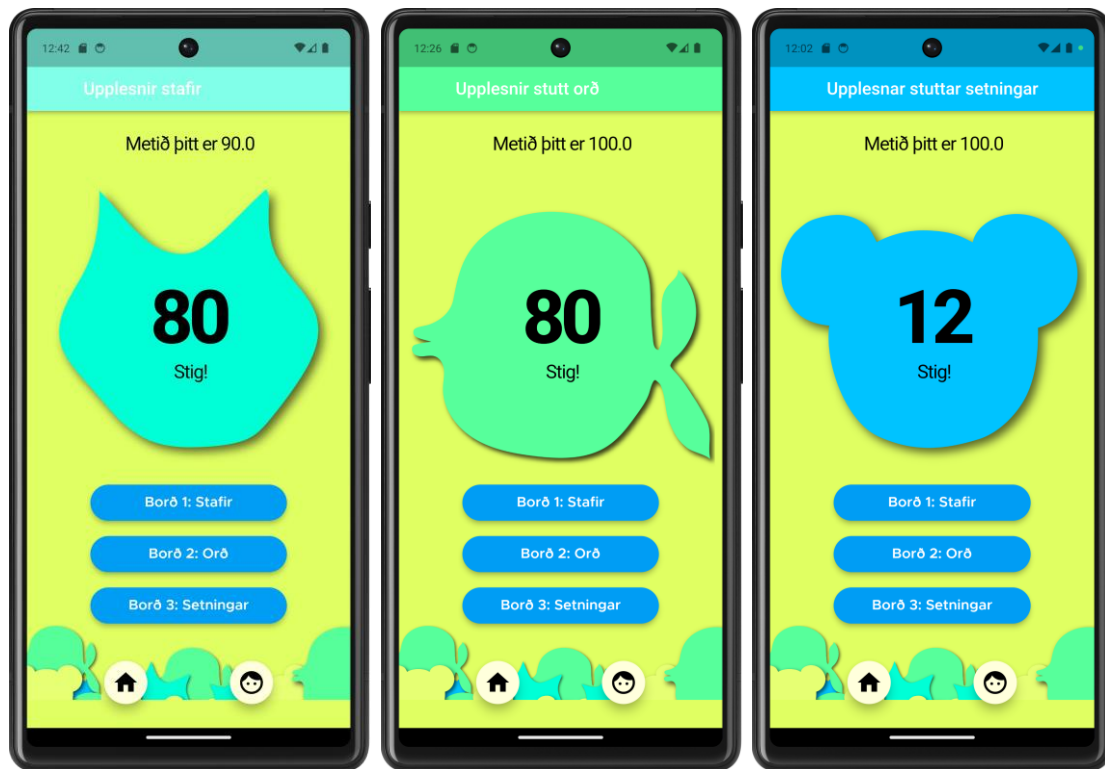 12:42
Upplesnir stafir
Metið þitt er 90.0
80
Stig!
Borð 1: Stafir
Borð 2: Orð
Borð 3: Setningar
12:26
Upplesnir stutt orð
Metið þitt er 100.0
80
Stig!
Borð 1: Stafir
Borð 2: Orð
Borð 3: Setningar
12:02
Upplesnar stuttar setningar
Metið þitt er 100.0
12
Stig!
Borð 1: Stafir
Borð 2: Orð
Borð 3: Setningar